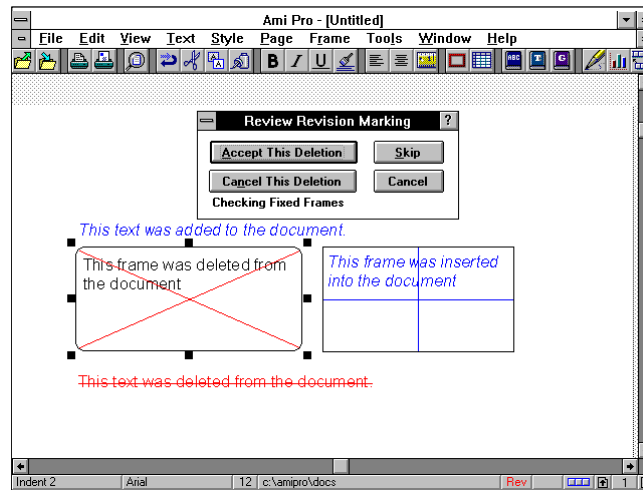 Ami Pro - [Untitled]
File Edit View Text Style Page Frame Tools Window Help
B I U ABC T G
Review Revision Marking ?
Accept This Deletion Skip
Cancel This Deletion Cancel
Checking Fixed Frames
This text was added to the document.
This frame was deleted from
the document
This frame was inserted
into the document
This text was deleted from the document.
Indent 2 Arial 12 c:\amipro\docs Rev 1